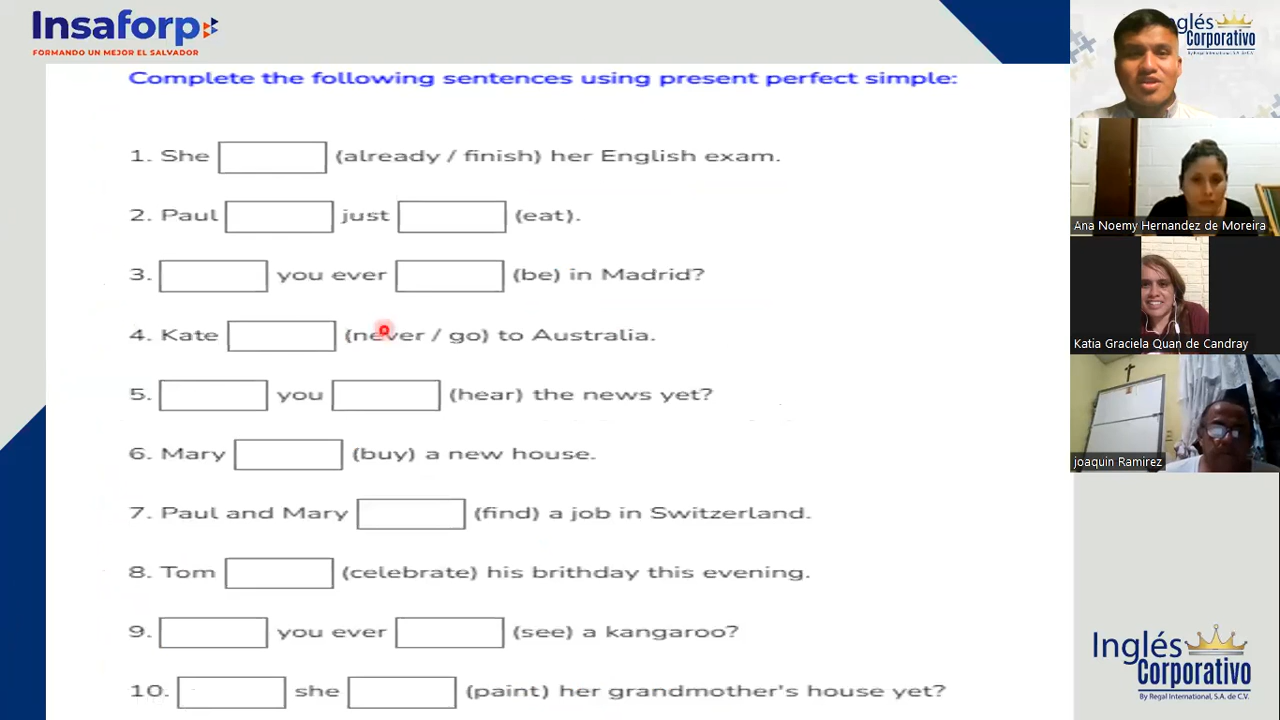 Insaforp
FORMANDO UN MEJOR EL SALVADOR
Complete the following sentences using present perfect simple:
1. She (already / finish) her English exam.
2. Paul just (eat).
3. you ever (be) in Madrid?
4. Kate (never / go) to Australia.
5. you (hear) the news yet?
6. Mary (buy) a new house.
7. Paul and Mary (find) a job in Switzerland.
8. Tom (celebrate) his brithday this evening.
9. you ever (see) a kangaroo?
10. she (paint) her grandmother's house yet?
Inglés
Corporativo
By Regal International, S.A. de C.V.
Ana Noemy Hernandez de Moreira
Katia Graciela Quan de Candray
joaquin Ramirez
Inglés
Corporativo
By Regal International, S.A. de C.V.